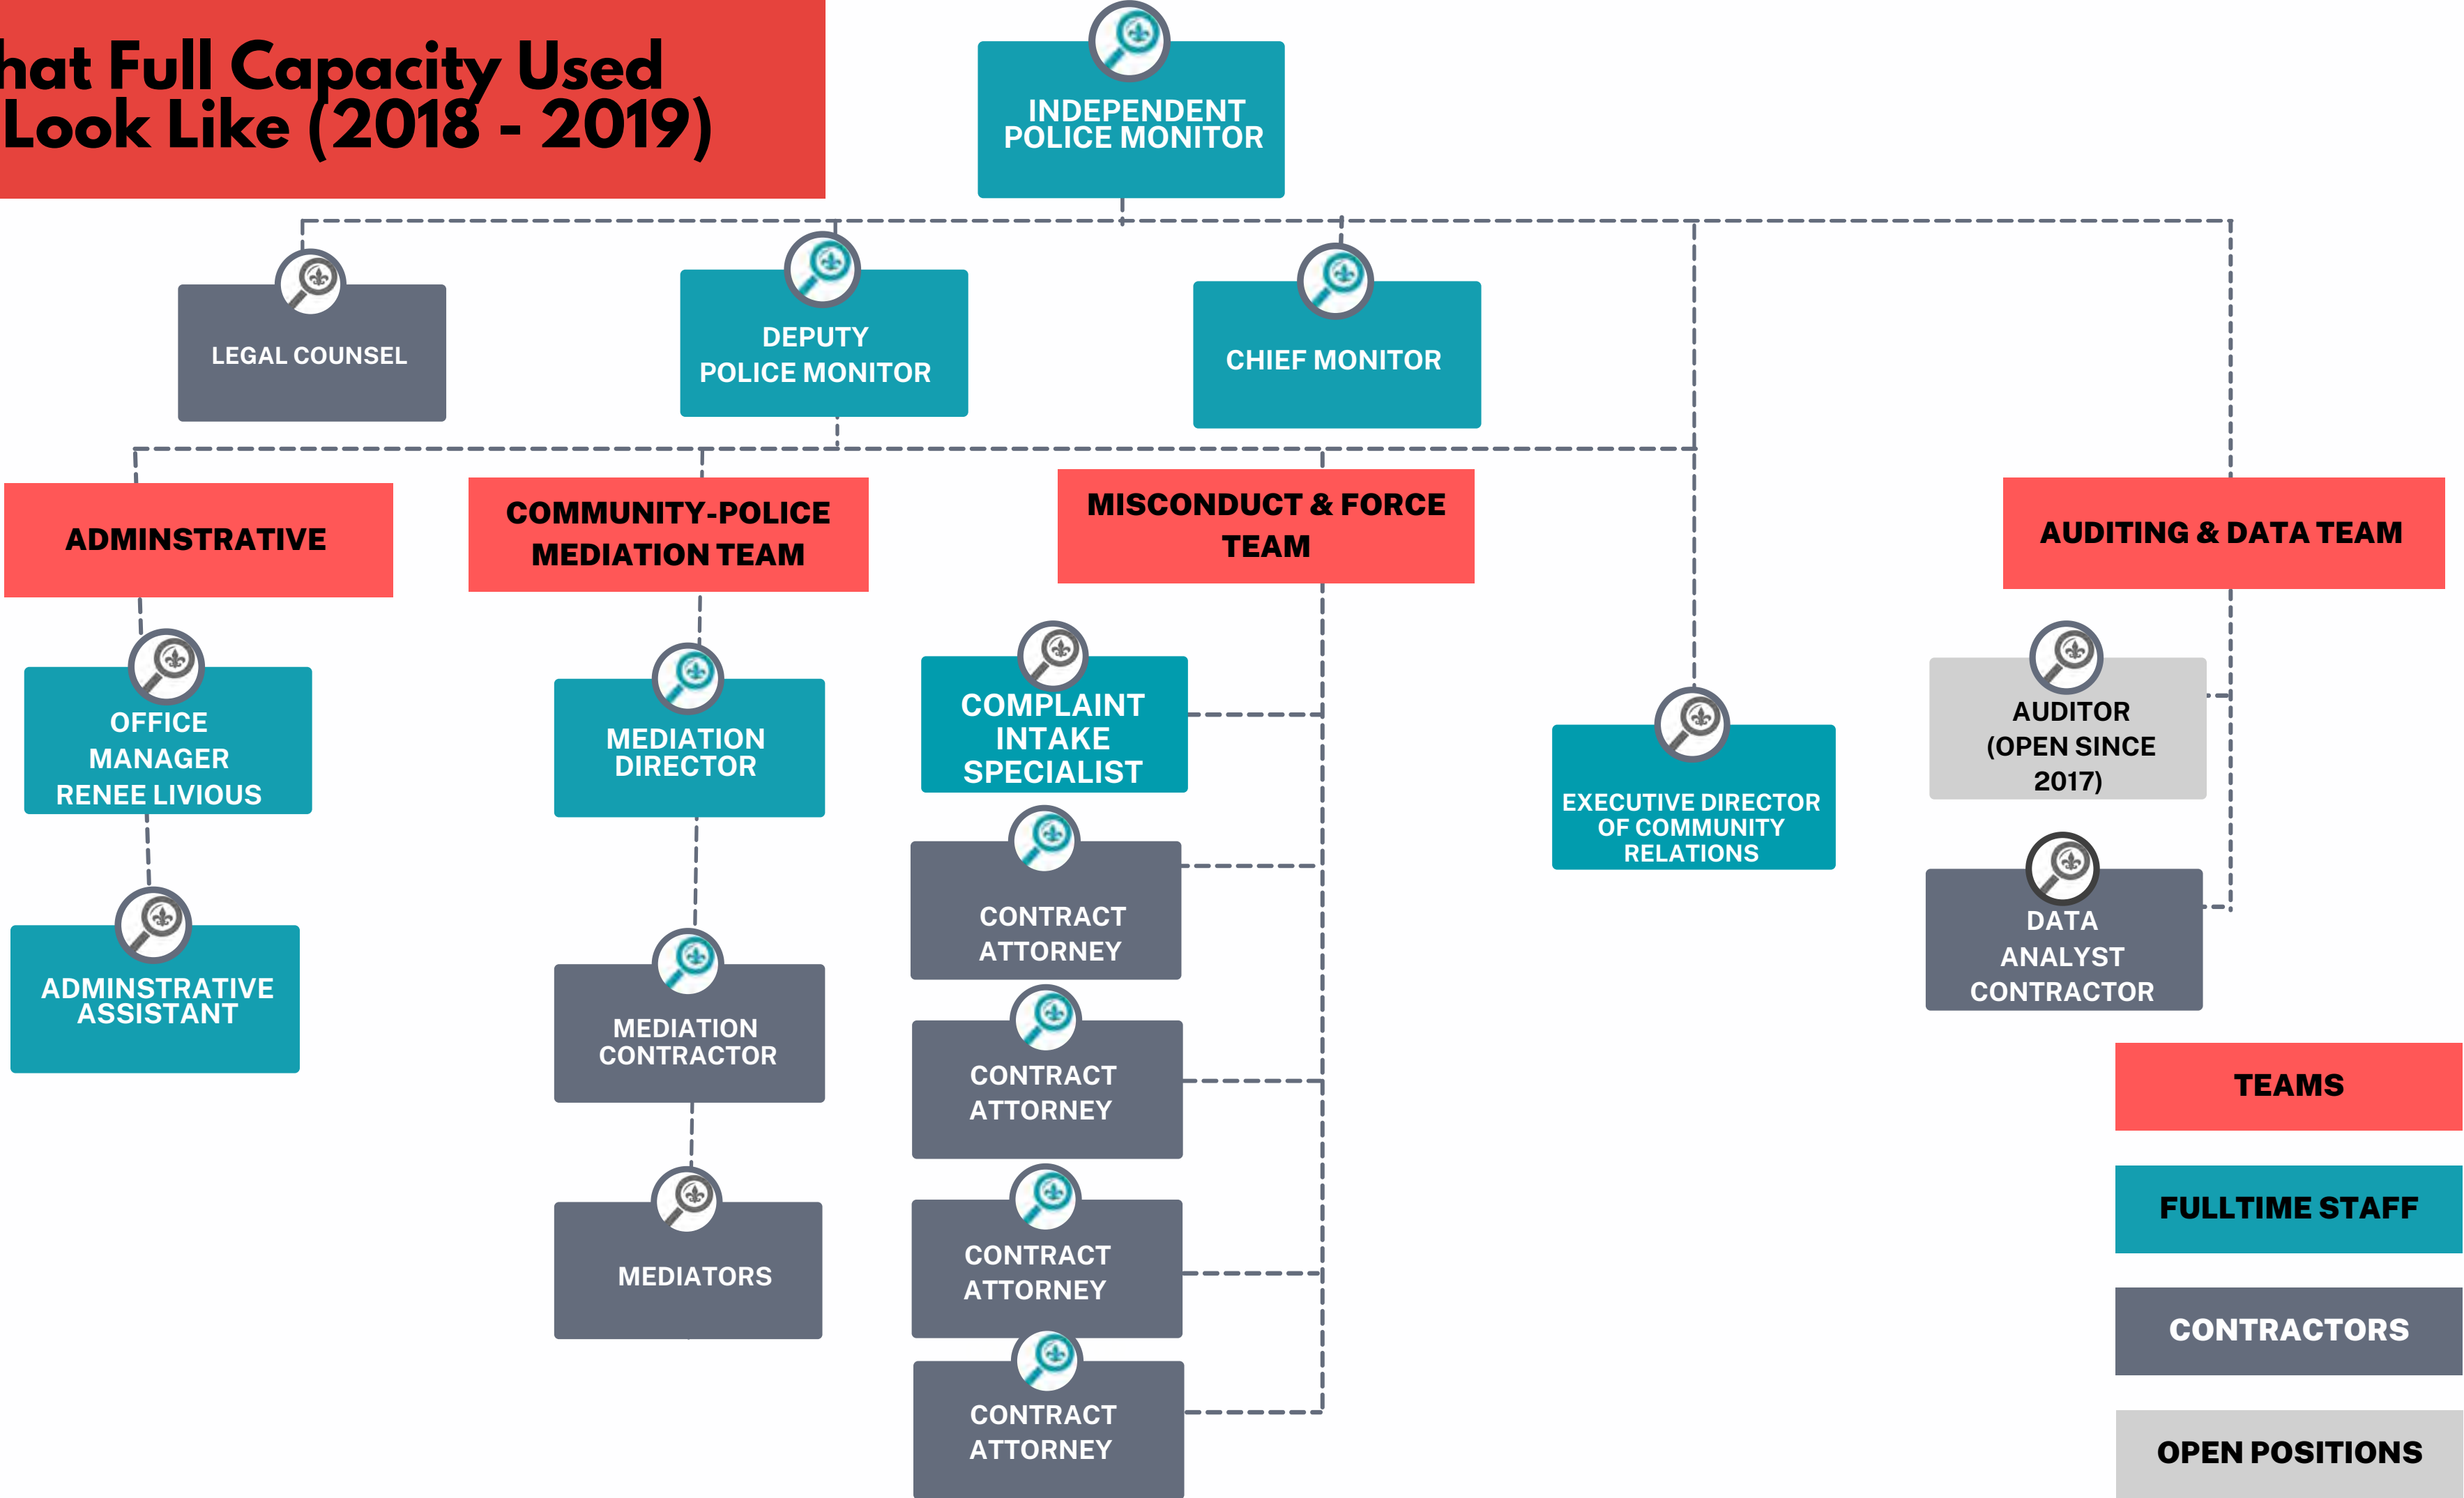 hat Full Capacity Used
Look Like (2018 - 2019)
INDEPENDENT
POLICE MONITOR
LEGAL COUNSEL
DEPUTY
POLICE MONITOR
CHIEF MONITOR
ADMINSTRATIVE
COMMUNITY-POLICE
MEDIATION TEAM
MISCONDUCT & FORCE
TEAM
AUDITING & DATA TEAM
OFFICE
MANAGER
RENEE LIVIOUS
ADMINSTRATIVE
ASSISTANT
MEDIATION
DIRECTOR
MEDIATION
CONTRACTOR
MEDIATORS
COMPLAINT
INTAKE
SPECIALIST
CONTRACT
ATTORNEY
CONTRACT
ATTORNEY
CONTRACT
ATTORNEY
CONTRACT
ATTORNEY
EXECUTIVE DIRECTOR
OF COMMUNITY
RELATIONS
AUDITOR
(OPEN SINCE
2017)
DATA
ANALYST
CONTRACTOR
TEAMS
FULLTIME STAFF
CONTRACTORS
OPEN POSITIONS